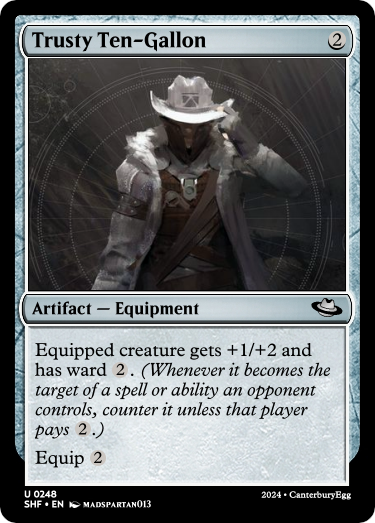 Trusty Ten-Gallon 2
Artifact — Equipment
Equipped creature gets +1/+2 and
has ward 2. (Whenever it becomes the
target of a spell or ability an opponent
controls, counter it unless that player
pays 2.)
Equip 2
U 0248
SHF • EN MADSPARTAN013
2024 • CanterburyEgg